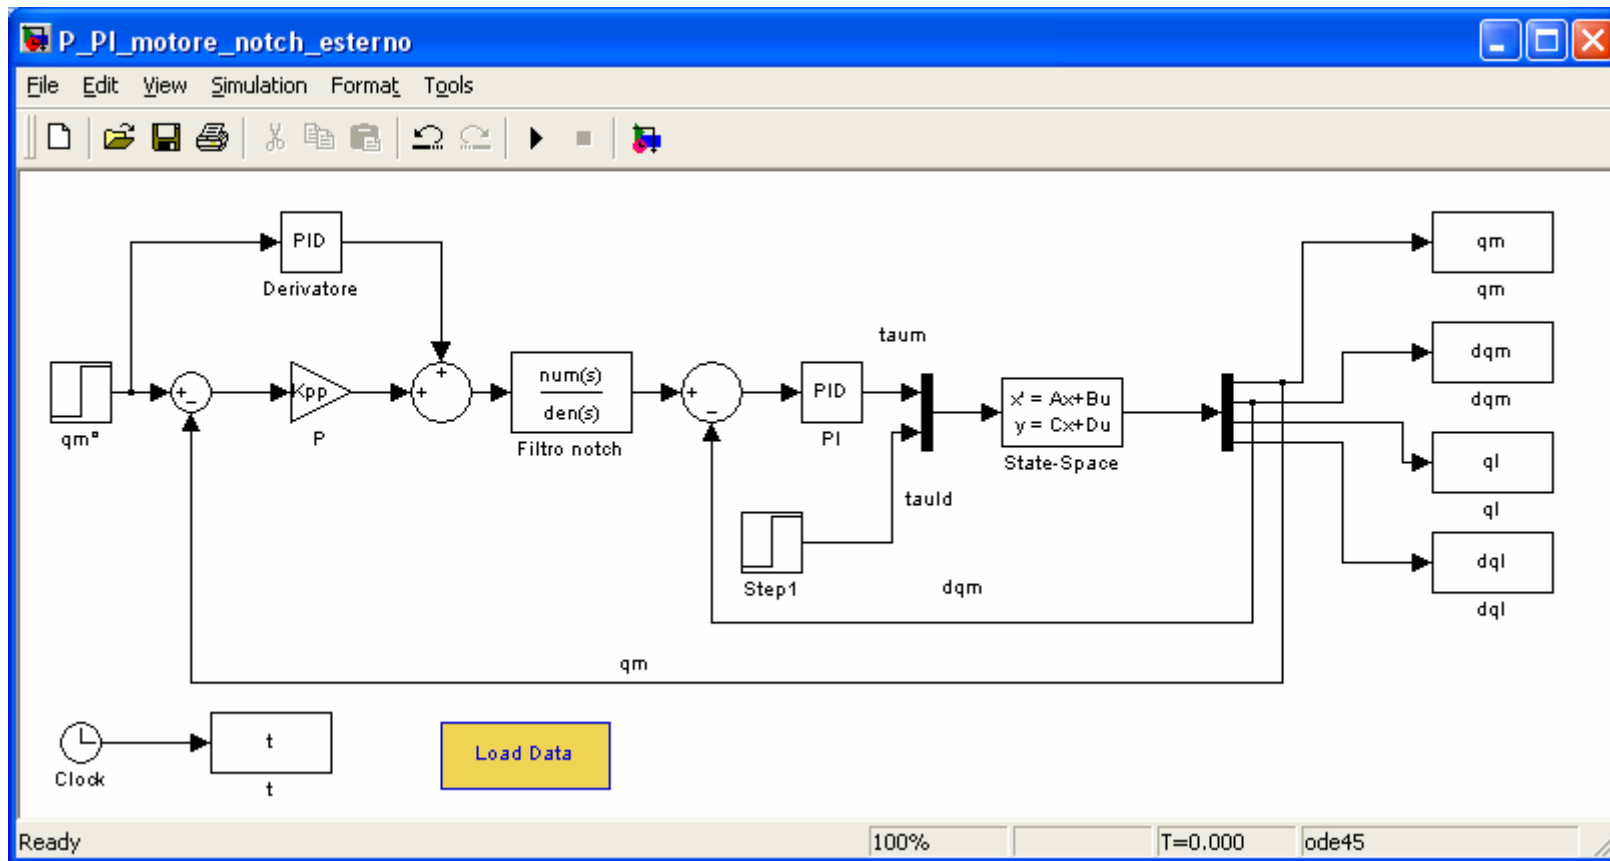 P_PI_motore_notch_esterno
File Edit View Simulation Format Tools
PID
Derivatore
qm°
Kpp
P
num(s)
den(s)
Filtro notch
PID
PI
taum
tauld
Step1
x' = Ax+Bu
y = Cx+Du
State-Space
dqm
qm
qm
qm
dqm
dqm
ql
ql
dql
dql
Clock
t
t
Load Data
Ready 100% T=0.000 ode45